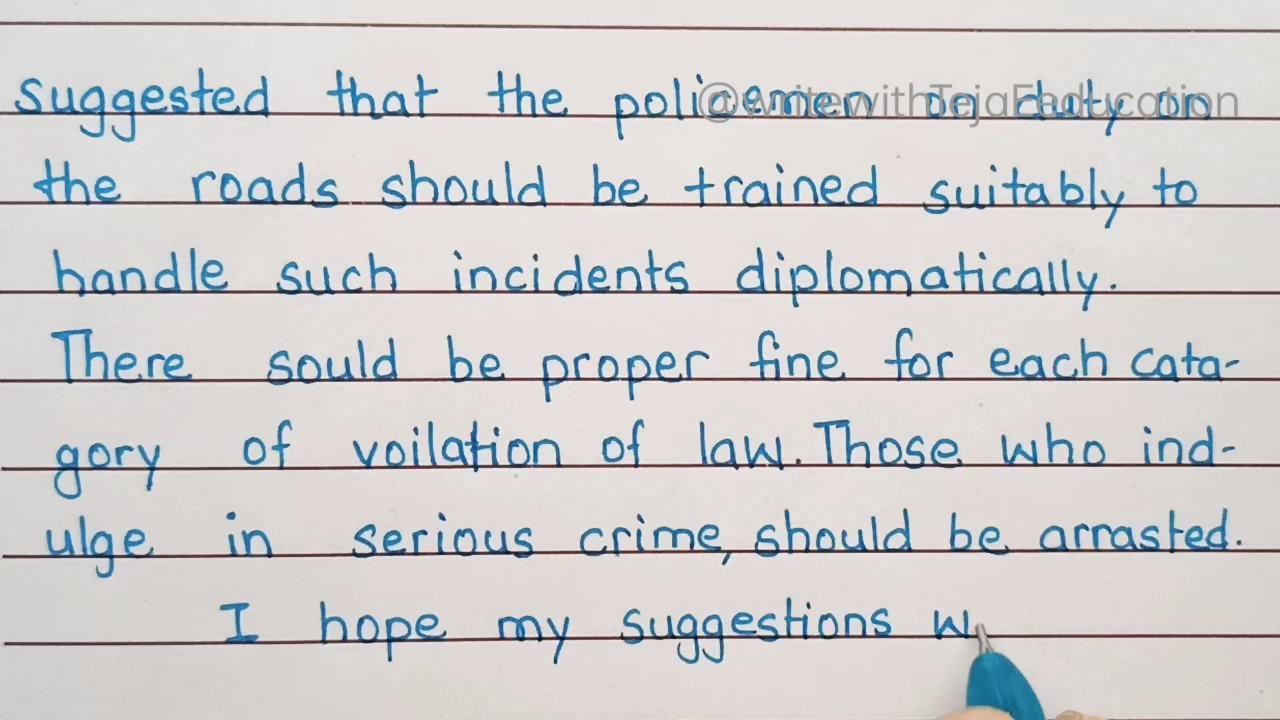 suggested that the policemen on duty on
@writewithTejaEeducation
the roads should be trained suitably to
handle such incidents diplomatically.
There sould be proper fine for each cata-
gory of voilation of law. Those who ind-
ulge in serious crime, should be arrasted.
I hope my suggestions w